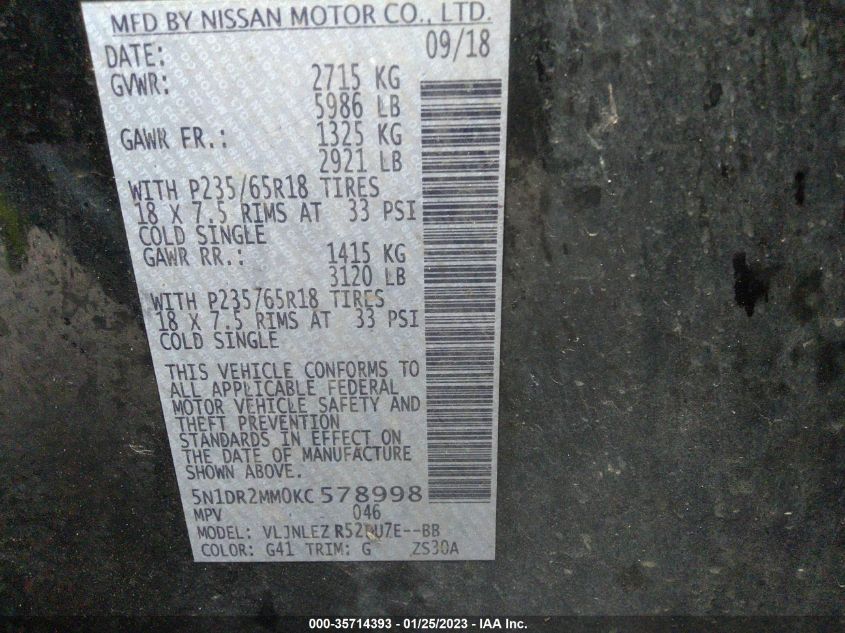 MFD BY NISSAN MOTOR CO., LTD.
DATE: 09/18
GVWR: 2715 KG
5986 LB
GAWR FR.: 1325 KG
2921 LB
WITH P235/65R18 TIRES
18 X 7.5 RIMS AT 33 PSI
COLD SINGLE
GAWR RR.: 1415 KG
3120 LB
WITH P235/65R18 TIRES
18 X 7.5 RIMS AT 33 PSI
COLD SINGLE
THIS VEHICLE CONFORMS TO
ALL APPLICABLE FEDERAL
MOTOR VEHICLE SAFETY AND
THEFT PREVENTION
STANDARDS IN EFFECT ON
THE DATE OF MANUFACTURE
SHOWN ABOVE.
5N1DR2MM0KC578998
MPV 046
MODEL: VLJNLEZ
COLOR: G41 TRIM: G ZS30A
000-35714393 — 01/25/2023 — IAA Inc.